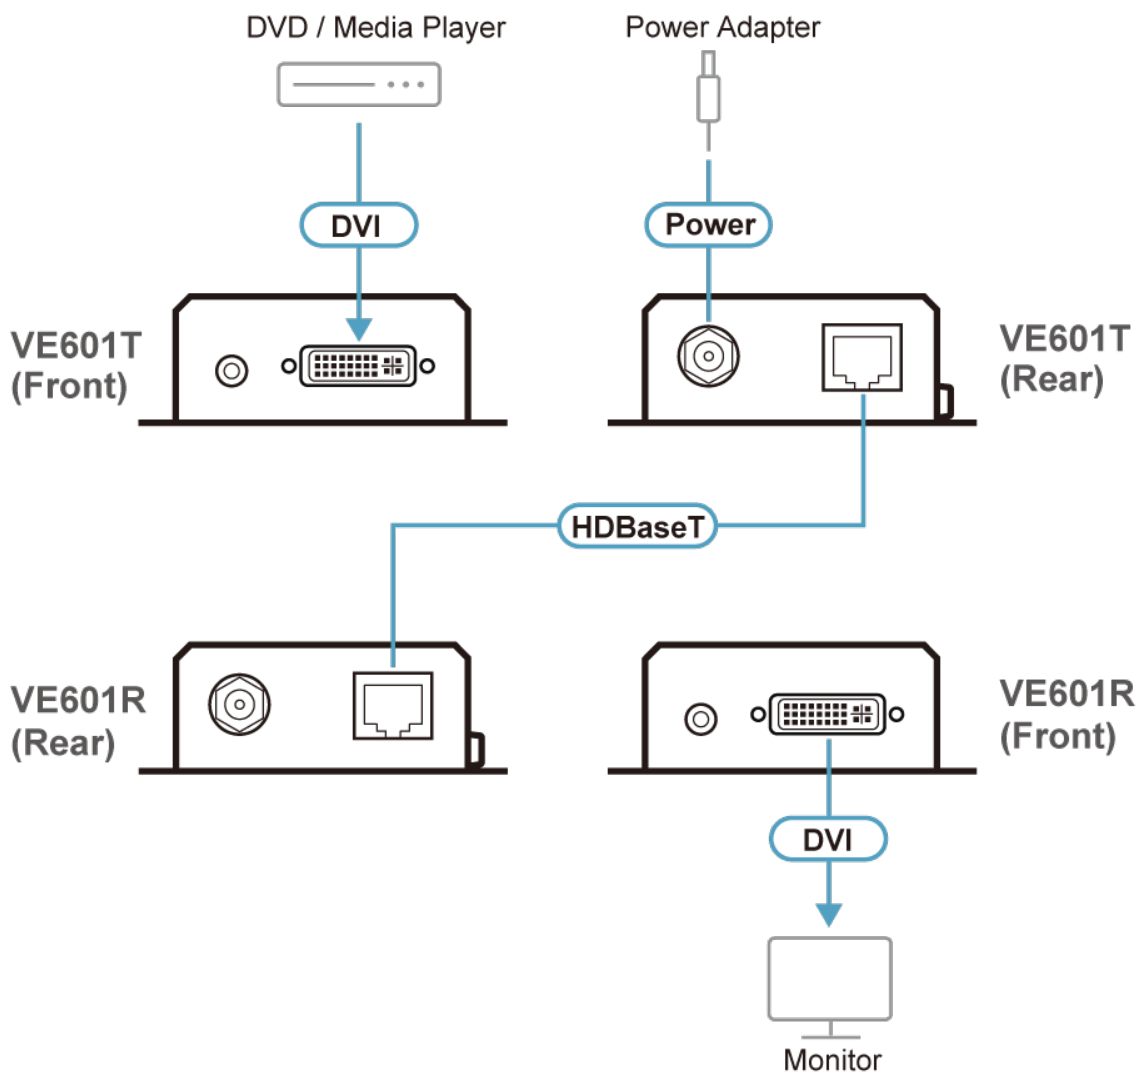 DVD / Media Player
Power Adapter
DVI
Power
VE601T
(Front)
VE601T
(Rear)
HDBaseT
VE601R
(Rear)
VE601R
(Front)
DVI
Monitor